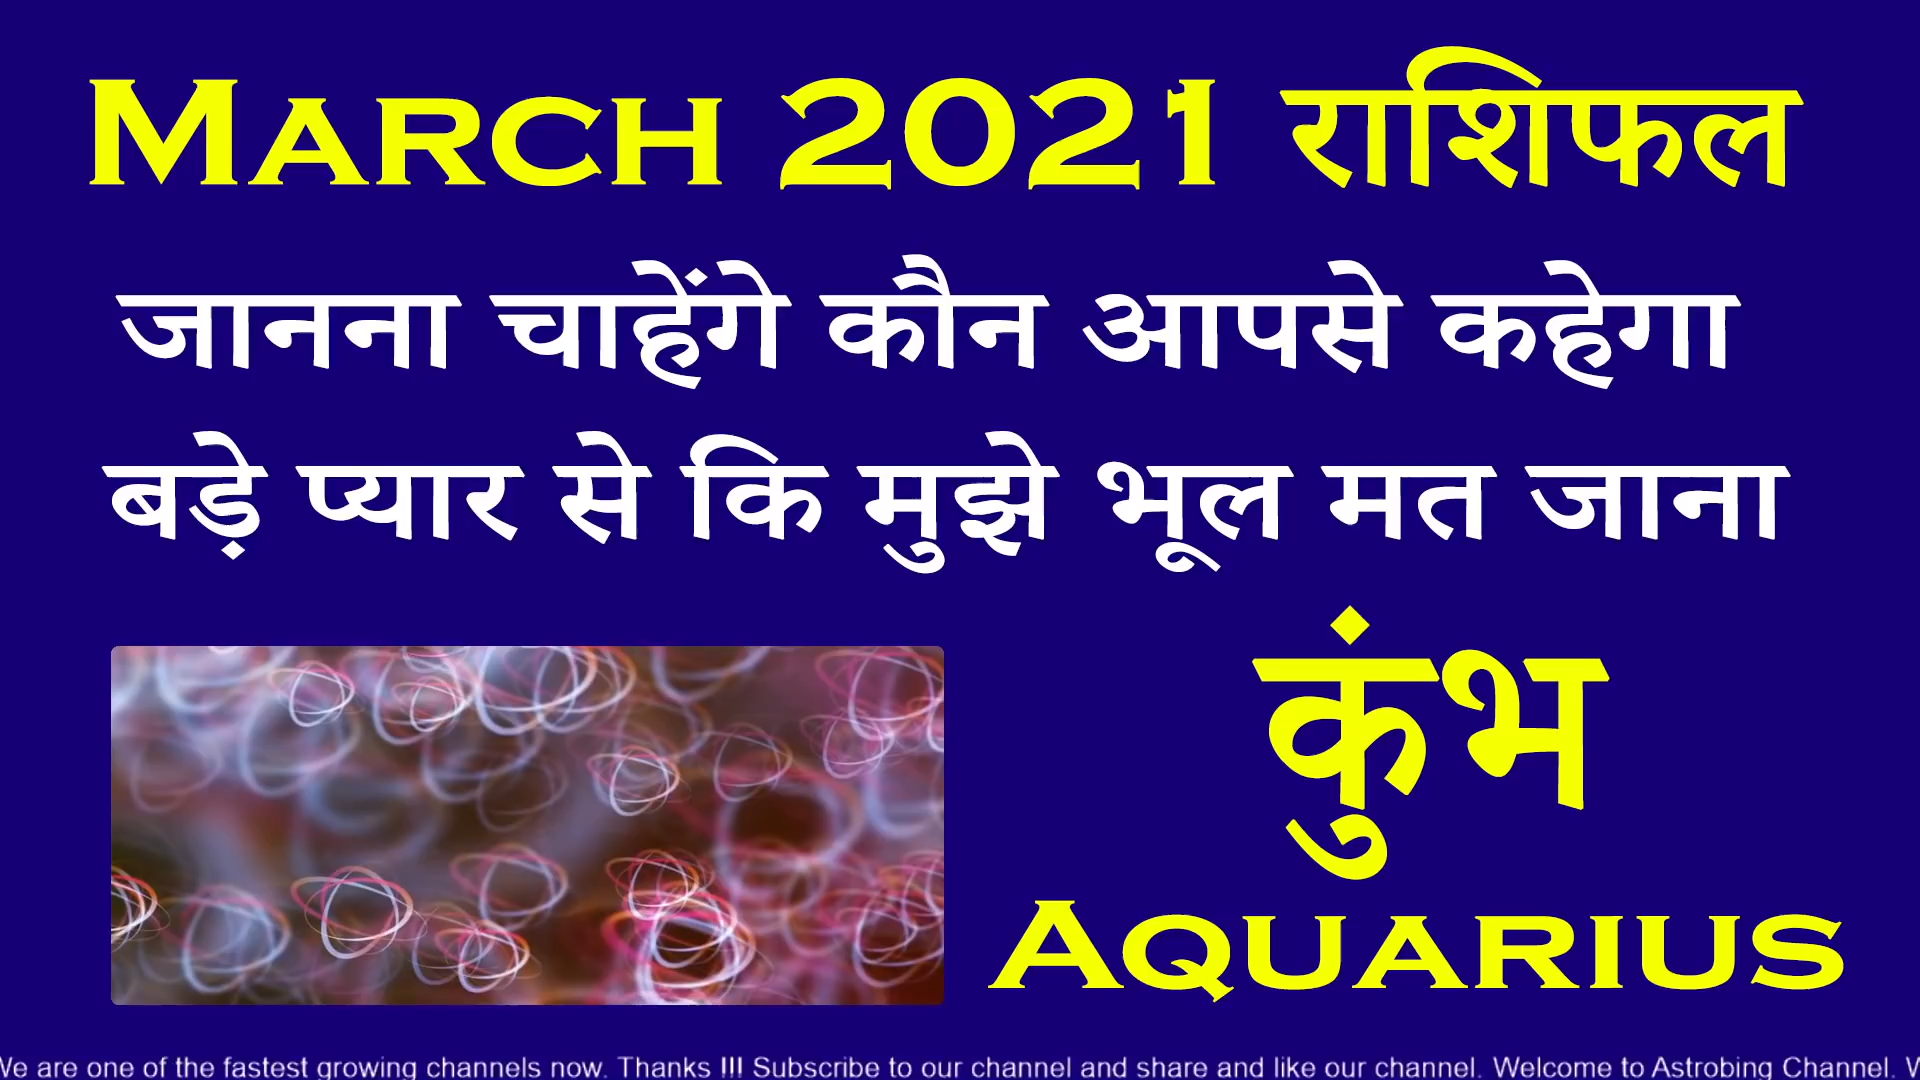 MARCH 2021 राशिफल
जानना चाहेंगे कौन आपसे कहेगा
बड़े प्यार से कि मुझे भूल मत जाना
कुंभ
AQUARIUS
We are one of the fastest growing channels now. Thanks !!! Subscribe to our channel and share and like our channel. Welcome to Astrobing Channel.